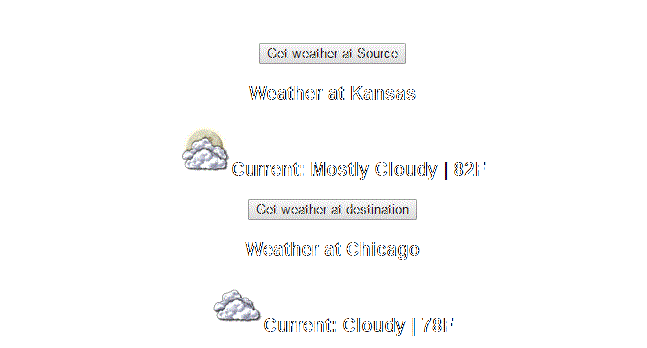 Get weather at Source
Weather at Kansas
Current: Mostly Cloudy | 82F
Get weather at destination
Weather at Chicago
Current: Cloudy | 78F